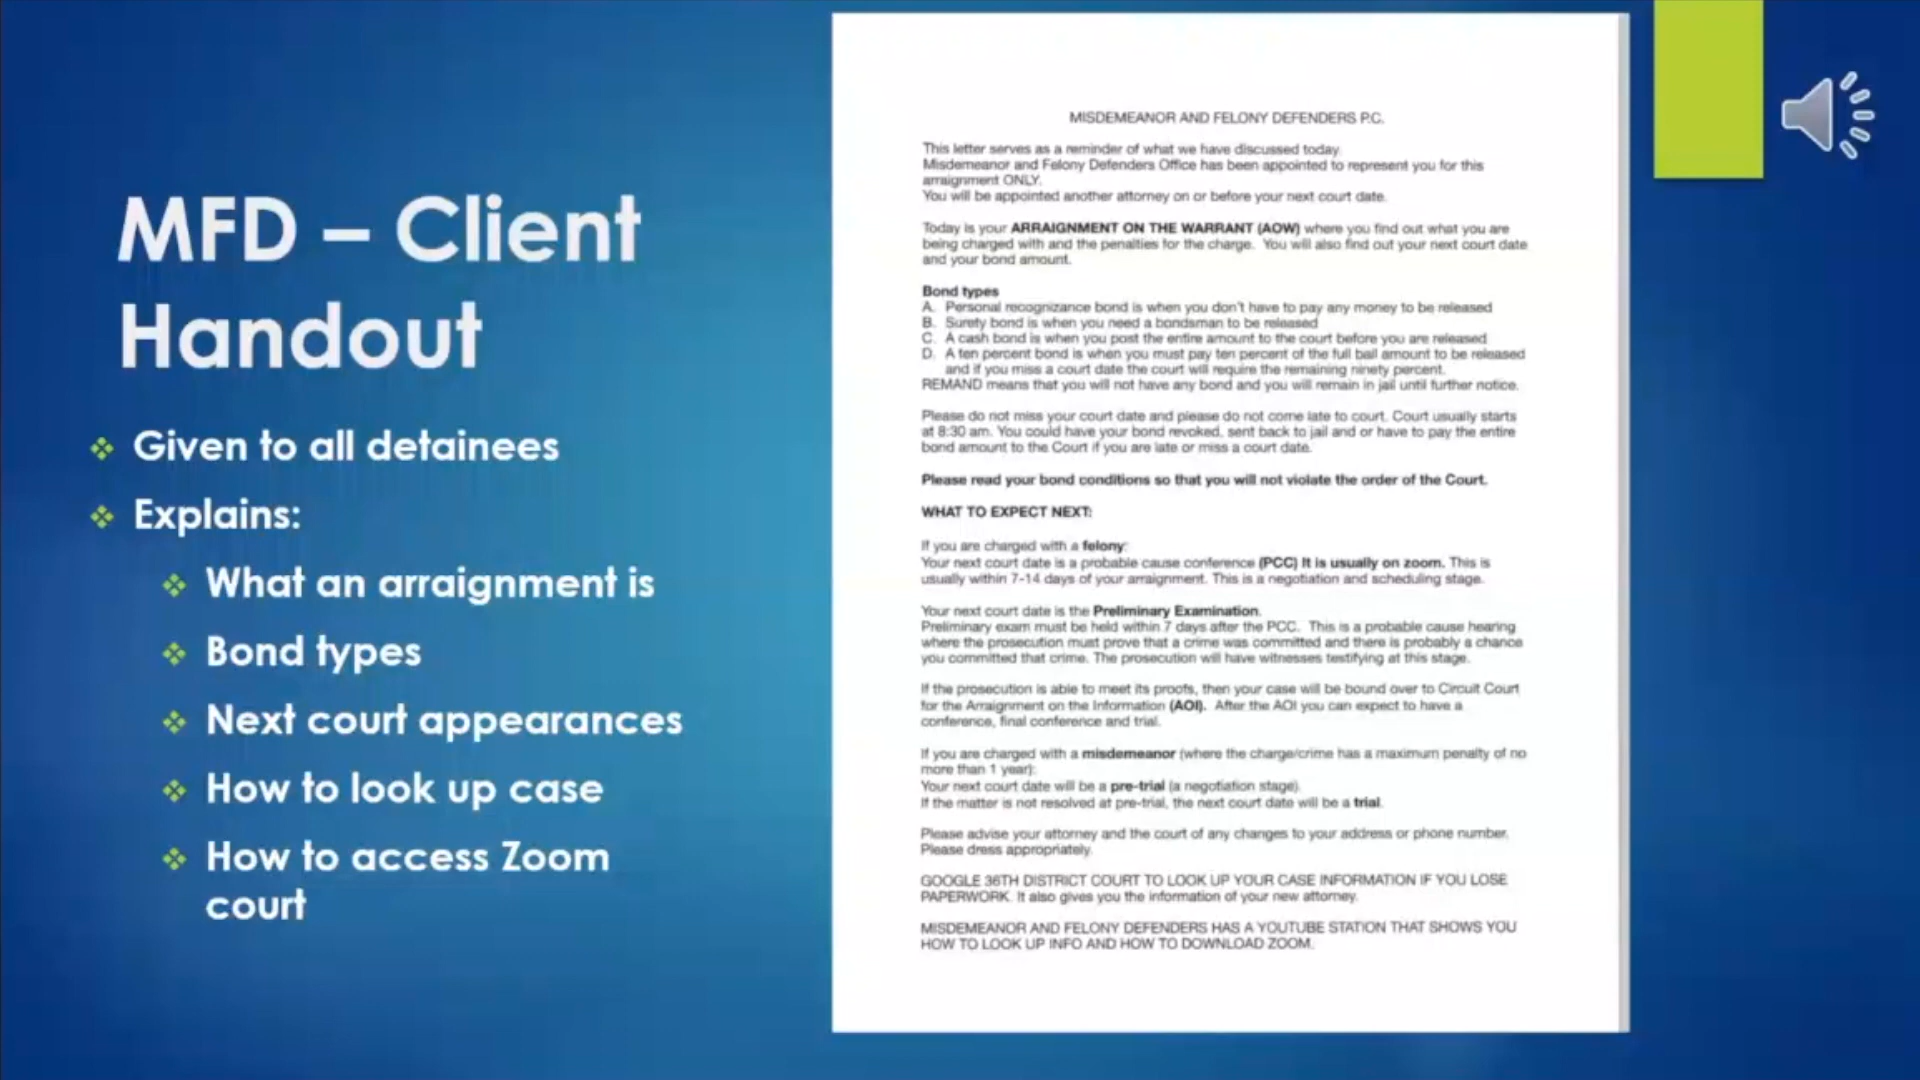 MFD – Client
Handout
Given to all detainees
Explains:
What an arraignment is
Bond types
Next court appearances
How to look up case
How to access Zoom
court
MISDEMEANOR AND FELONY DEFENDERS P.C.
This letter serves as a reminder of what we have discussed today.
Misdemeanor and Felony Defenders Office has been appointed to represent you for this
arraignment ONLY.
You will be appointed another attorney on or before your next court date.
Today is your ARRAIGNMENT ON THE WARRANT (AOW) where you find out what you are
being charged with and the penalties for the charge. You will also find out your next court date
and your bond amount.
Bond types
A. Personal recognizance bond is when you don't have to pay any money to be released
B. Surety bond is when you need a bondsman to be released
C. A cash bond is when you post the entire amount to the court before you are released
D. A ten percent bond is when you must pay ten percent of the full bail amount to be released
and if you miss a court date the court will require the remaining ninety percent.
REMAND means that you will not have any bond and you will remain in jail until further notice.
Please do not miss your court date and please do not come late to court. Court usually starts
at 8:30 am. You could have your bond revoked, sent back to jail and or have to pay the entire
bond amount to the Court if you are late or miss a court date.
Please read your bond conditions so that you will not violate the order of the Court.
WHAT TO EXPECT NEXT:
If you are charged with a felony:
Your next court date is a probable cause conference (PCC) It is usually on zoom. This is
usually within 7-14 days of your arraignment. This is a negotiation and scheduling stage.
Your next court date is the Preliminary Examination.
Preliminary exam must be held within 7 days after the PCC. This is a probable cause hearing
where the prosecution must prove that a crime was committed and there is probably a chance
you committed that crime. The prosecution will have witnesses testifying at this stage.
If the prosecution is able to meet its proofs, then your case will be bound over to Circuit Court
for the Arraignment on the Information (AOI). After the AOI you can expect to have a
conference, final conference and trial.
If you are charged with a misdemeanor (where the charge/crime has a maximum penalty of no
more than 1 year):
Your next court date will be a pre-trial (a negotiation stage).
If the matter is not resolved at pre-trial, the next court date will be a trial.
Please advise your attorney and the court of any changes to your address or phone number.
Please dress appropriately.
GOOGLE 36TH DISTRICT COURT TO LOOK UP YOUR CASE INFORMATION IF YOU LOSE
PAPERWORK. It also gives you the information of your new attorney.
MISDEMEANOR AND FELONY DEFENDERS HAS A YOUTUBE STATION THAT SHOWS YOU
HOW TO LOOK UP INFO AND HOW TO DOWNLOAD ZOOM.